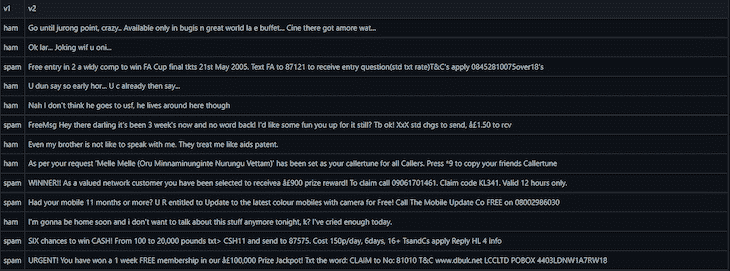 v1 v2
ham Go until jurong point, crazy.. Available only in bugis n great world la e buffet... Cine there got amore wat...
ham Ok lar... Joking wif u oni...
spam Free entry in 2 a wkly comp to win FA Cup final tkts 21st May 2005. Text FA to 87121 to receive entry question(std txt rate)T&C's apply 08452810075over18's
ham U dun say so early hor... U c already then say...
ham Nah I don't think he goes to usf, he lives around here though
spam FreeMsg Hey there darling it's been 3 week's now and no word back! I'd like some fun you up for it still? Tb ok! XxX std chgs to send, å£1.50 to rcv
ham Even my brother is not like to speak with me. They treat me like aids patent.
ham As per your request 'Melle Melle (Oru Minnaminunginte Nurungu Vettam)' has been set as your callertune for all Callers. Press *9 to copy your friends Callertune
spam WINNER!! As a valued network customer you have been selected to receivea å£900 prize reward! To claim call 09061701461. Claim code KL341. Valid 12 hours only.
spam Had your mobile 11 months or more? U R entitled to Update to the latest colour mobiles with camera for Free! Call The Mobile Update Co FREE on 08002986030
ham I'm gonna be home soon and i don't want to talk about this stuff anymore tonight, k? I've cried enough today.
spam SIX chances to win CASH! From 100 to 20,000 pounds txt> CSH11 and send to 87575. Cost 150p/day, 6days, 16+ TsandCs apply Reply HL 4 info
spam URGENT! You have won a 1 week FREE membership in our å£100,000 Prize Jackpot! Txt the word: CLAIM to No: 81010 T&C www.dbuk.net LCCLTD POBOX 4403LDNW1A7RW18